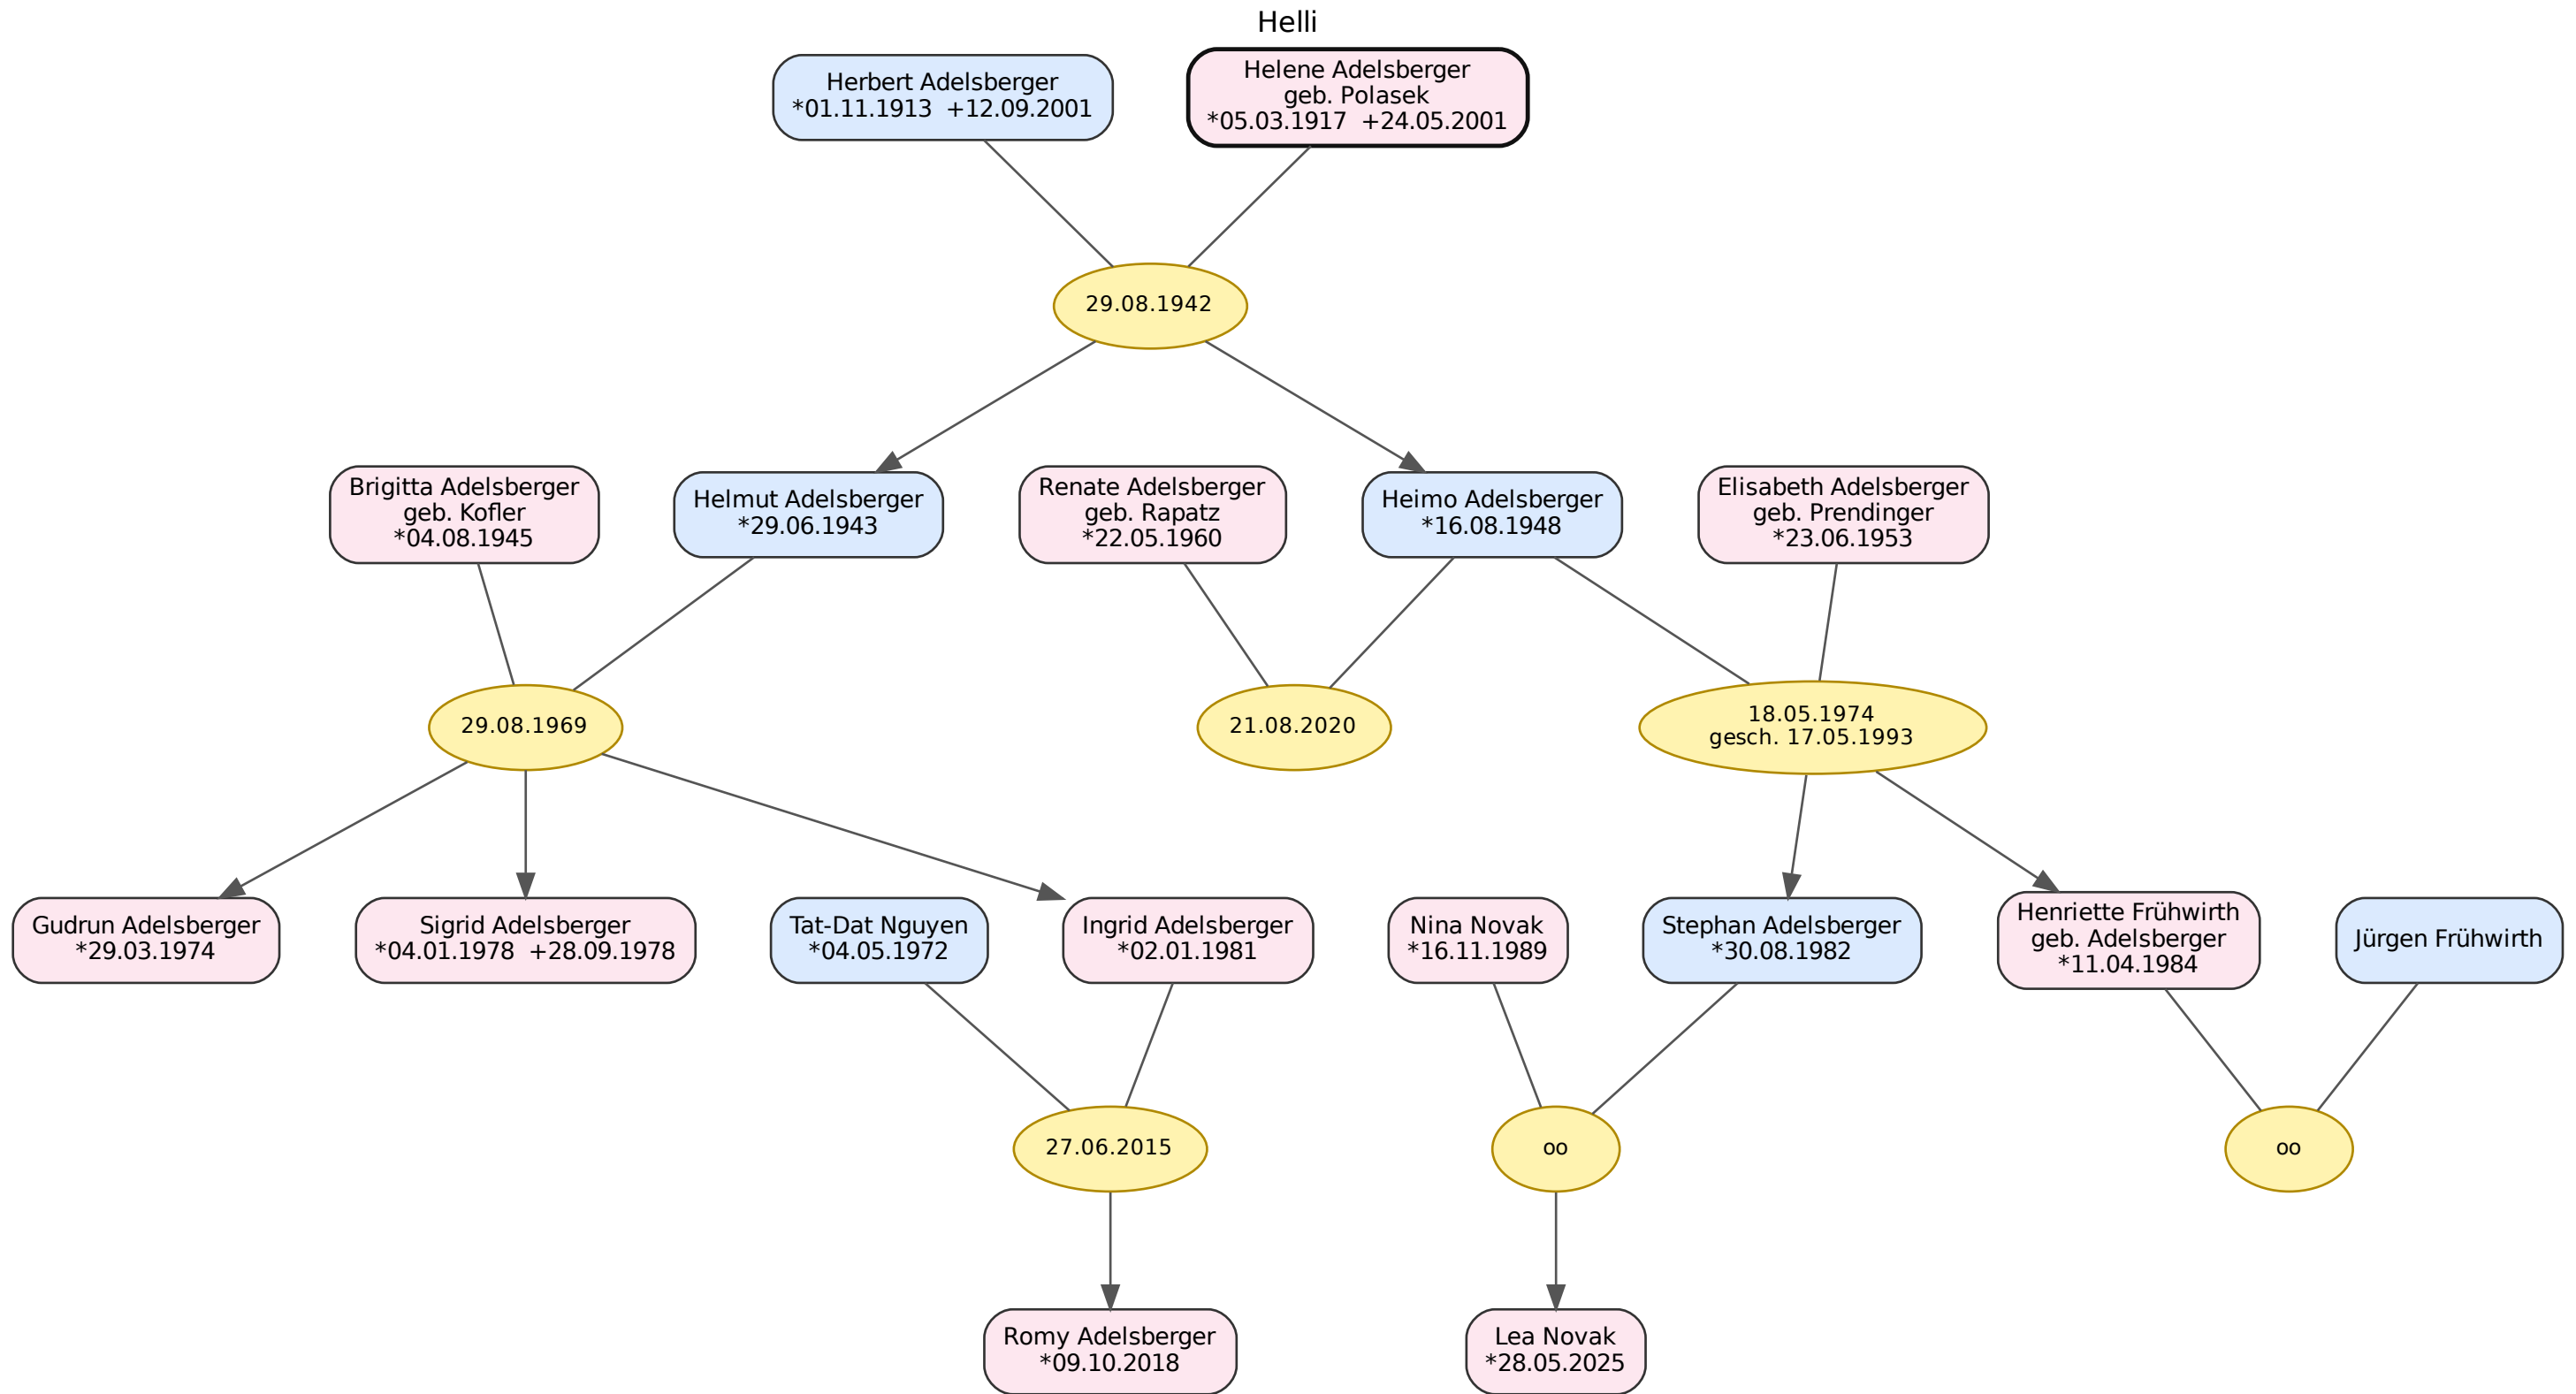 Helli
Herbert Adelsberger
*01.11.1913  +12.09.2001
Helene Adelsberger
geb. Polasek
*05.03.1917  +24.05.2001
29.08.1942
Brigitta Adelsberger
geb. Kofler
*04.08.1945
Helmut Adelsberger
*29.06.1943
Renate Adelsberger
geb. Rapatz
*22.05.1960
Heimo Adelsberger
*16.08.1948
Elisabeth Adelsberger
geb. Prendinger
*23.06.1953
29.08.1969
21.08.2020
18.05.1974
gesch. 17.05.1993
Gudrun Adelsberger
*29.03.1974
Sigrid Adelsberger
*04.01.1978  +28.09.1978
Tat-Dat Nguyen
*04.05.1972
Ingrid Adelsberger
*02.01.1981
Nina Novak
*16.11.1989
Stephan Adelsberger
*30.08.1982
Henriette Frühwirth
geb. Adelsberger
*11.04.1984
Jürgen Frühwirth
27.06.2015
oo
oo
Romy Adelsberger
*09.10.2018
Lea Novak
*28.05.2025